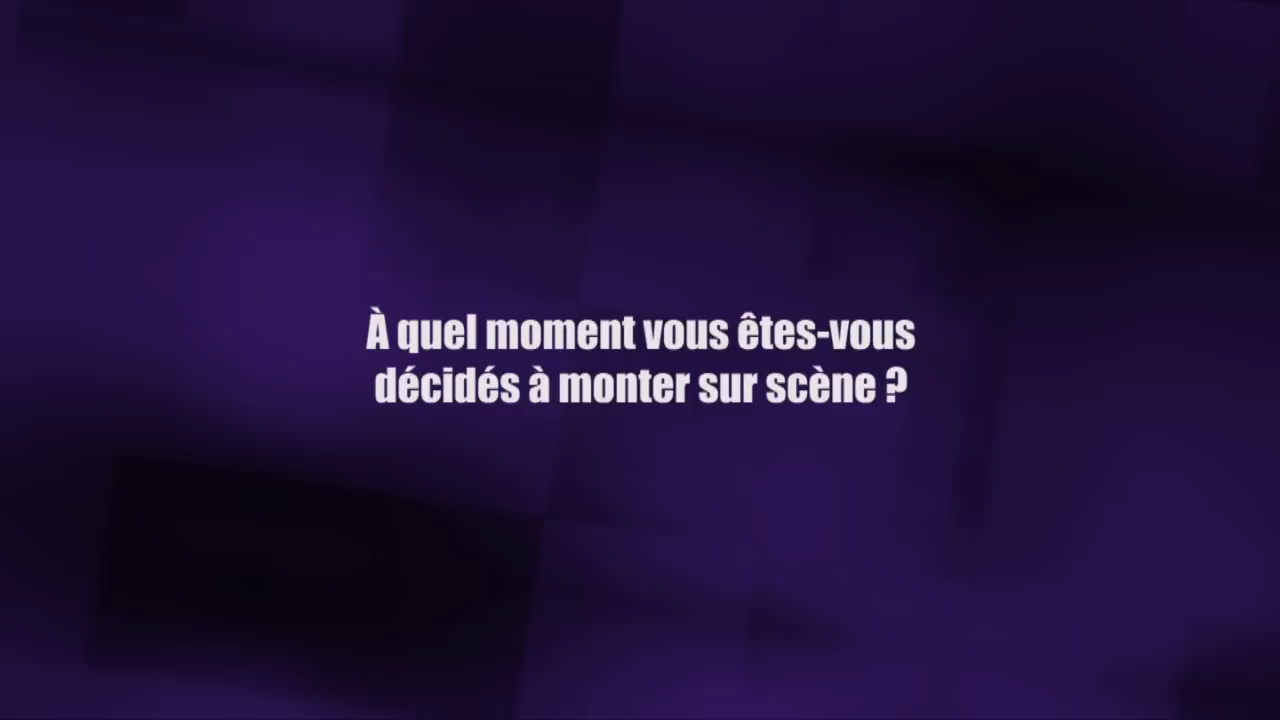 À quel moment vous êtes-vous
décidés à monter sur scène ?